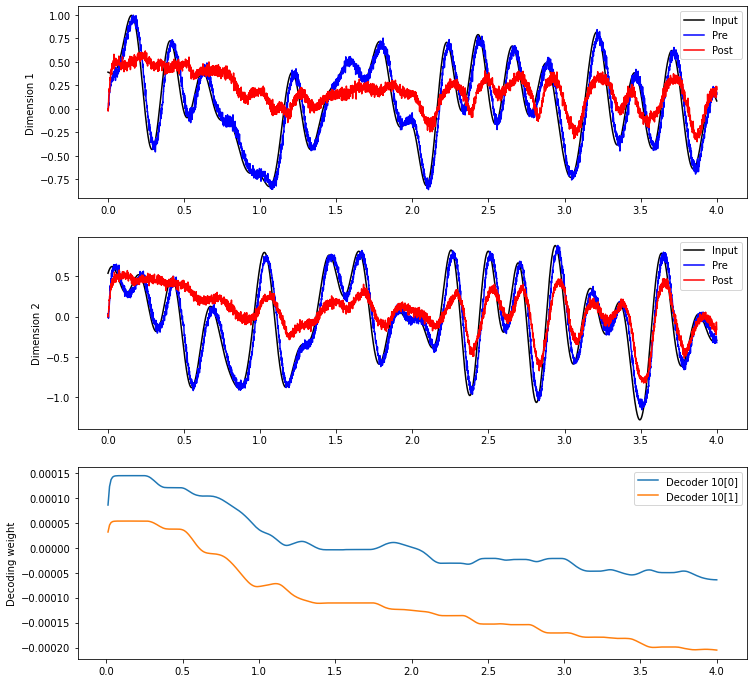 Dimension 1
1.00
0.75
0.50
0.25
0.00
−0.25
−0.50
−0.75
Input
Pre
Post
0.0 0.5 1.0 1.5 2.0 2.5 3.0 3.5 4.0
Dimension 2
0.5
0.0
−0.5
−1.0
Input
Pre
Post
0.0 0.5 1.0 1.5 2.0 2.5 3.0 3.5 4.0
Decoding weight
0.00015
0.00010
0.00005
0.00000
−0.00005
−0.00010
−0.00015
−0.00020
Decoder 10[0]
Decoder 10[1]
0.0 0.5 1.0 1.5 2.0 2.5 3.0 3.5 4.0